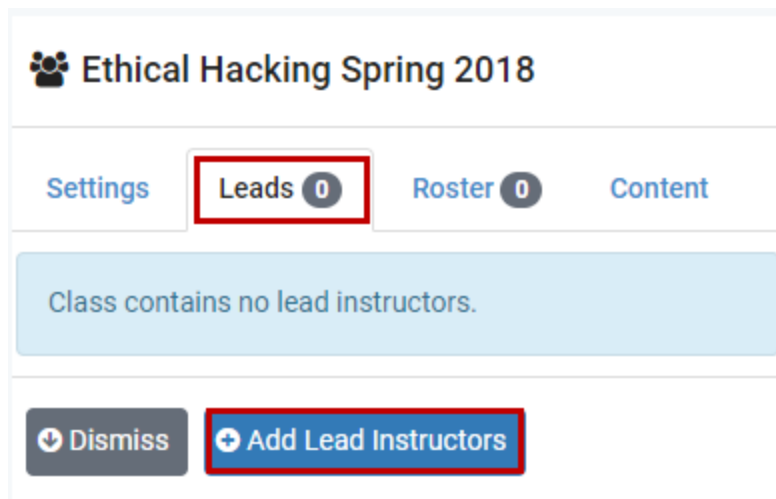 Ethical Hacking Spring 2018
Settings Leads 0 Roster 0 Content
Class contains no lead instructors.
Dismiss Add Lead Instructors